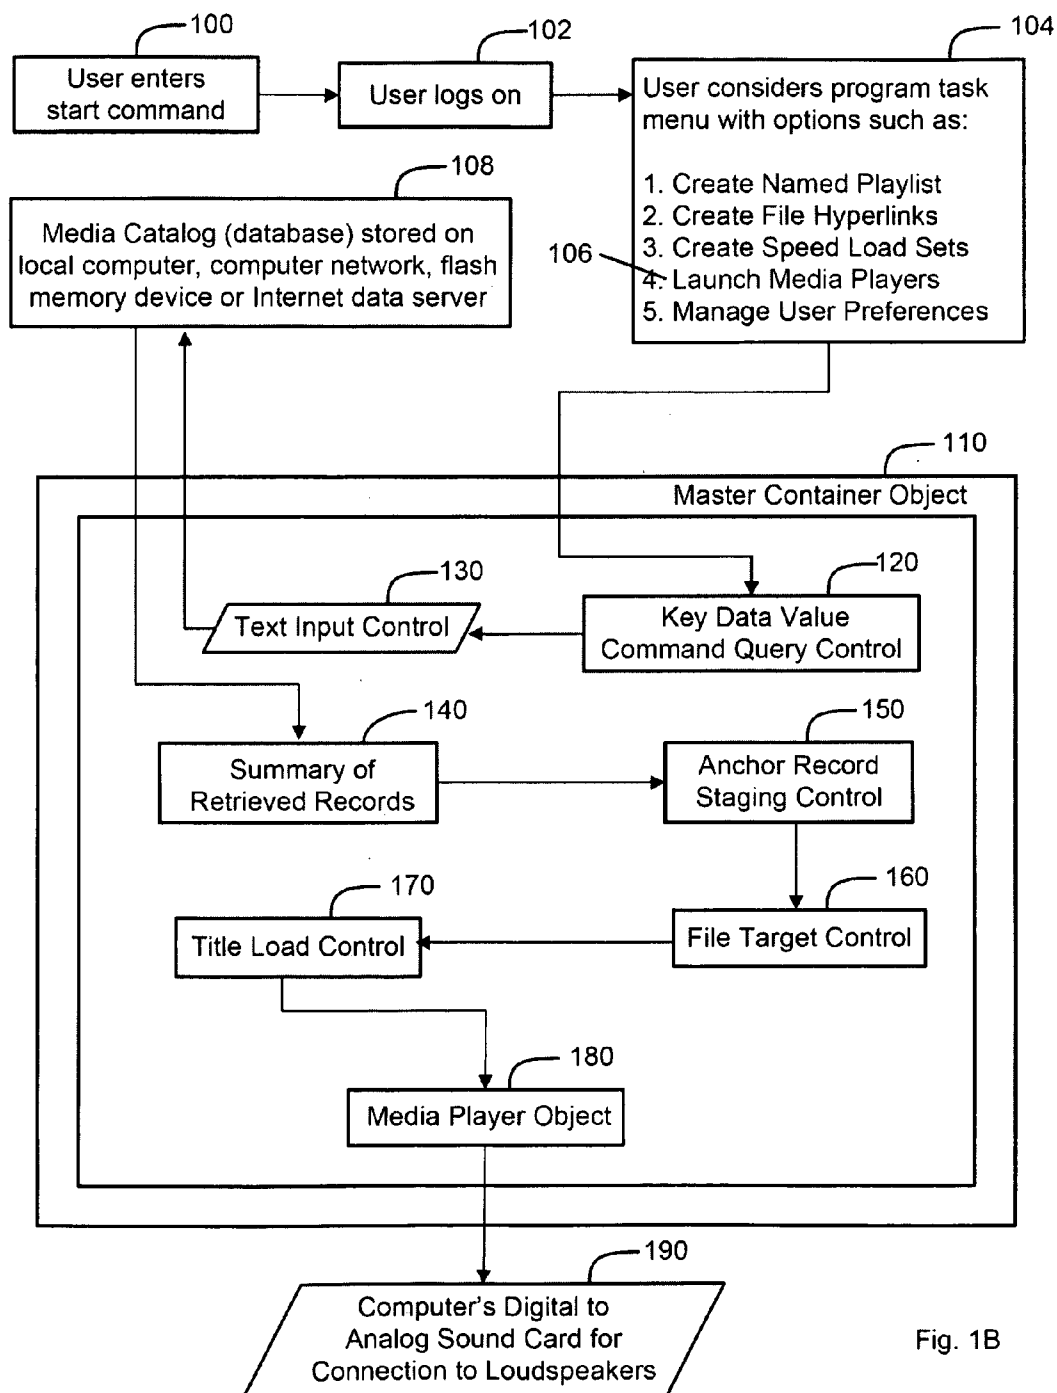 100
User enters
start command
102
User logs on
104
User considers program task
menu with options such as:
1. Create Named Playlist
2. Create File Hyperlinks
3. Create Speed Load Sets
106
4. Launch Media Players
5. Manage User Preferences
108
Media Catalog (database) stored on
local computer, computer network, flash
memory device or Internet data server
110
Master Container Object
120
Key Data Value
Command Query Control
130
Text Input Control
140
Summary of
Retrieved Records
150
Anchor Record
Staging Control
160
File Target Control
170
Title Load Control
180
Media Player Object
190
Computer's Digital to
Analog Sound Card for
Connection to Loudspeakers
Fig. 1B